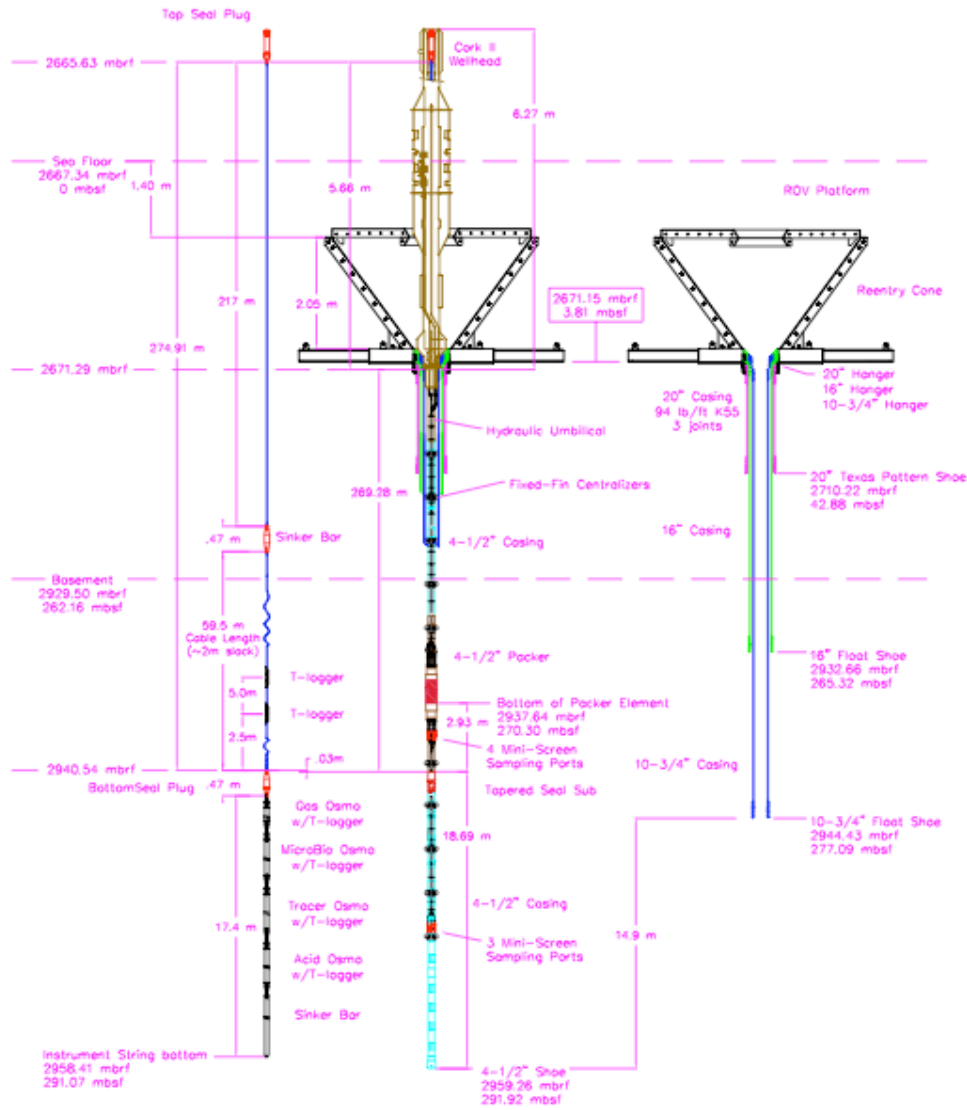 Top Seal Plug
2665.63 mbrf
Cork II
Wellhead
6.27 m
Sea Floor
2667.34 mbrf
0 mbsf
1.40 m
5.66 m
ROV Platform
217 m
2.05 m
2671.15 mbrf
3.81 mbsf
Reentry Cone
274.91 m
2671.29 mbrf
20" Casing
94 lb/ft K55
3 joints
20" Hanger
16" Hanger
10-3/4" Hanger
Hydraulic Umbilical
269.28 m
Fixed-Fin Centralizers
20" Texas Pattern Shoe
2710.22 mbrf
42.88 mbsf
.47 m
Sinker Bar
4-1/2" Casing
16" Casing
Basement
2929.50 mbrf
262.16 mbsf
59.5 m
Cable Length
(~2m slack)
4-1/2" Packer
16" Float Shoe
2932.66 mbrf
265.32 mbsf
T-logger
5.0m
T-logger
2.5m
Bottom of Packer Element
2937.64 mbrf
270.30 mbsf
2.93 m
4 Mini-Screen
Sampling Ports
.03m
2940.54 mbrf
BottomSeal Plug
.47 m
Tapered Seal Sub
10-3/4" Casing
Gas Osmo
w/T-logger
18.69 m
10-3/4" Float Shoe
2944.43 mbrf
277.09 mbsf
MicroBio Osmo
w/T-logger
Tracer Osmo
w/T-logger
17.4 m
4-1/2" Casing
3 Mini-Screen
Sampling Ports
14.9 m
Acid Osmo
w/T-logger
Sinker Bar
Instrument String bottom
2958.41 mbrf
291.07 mbsf
4-1/2" Shoe
2959.26 mbrf
291.92 mbsf